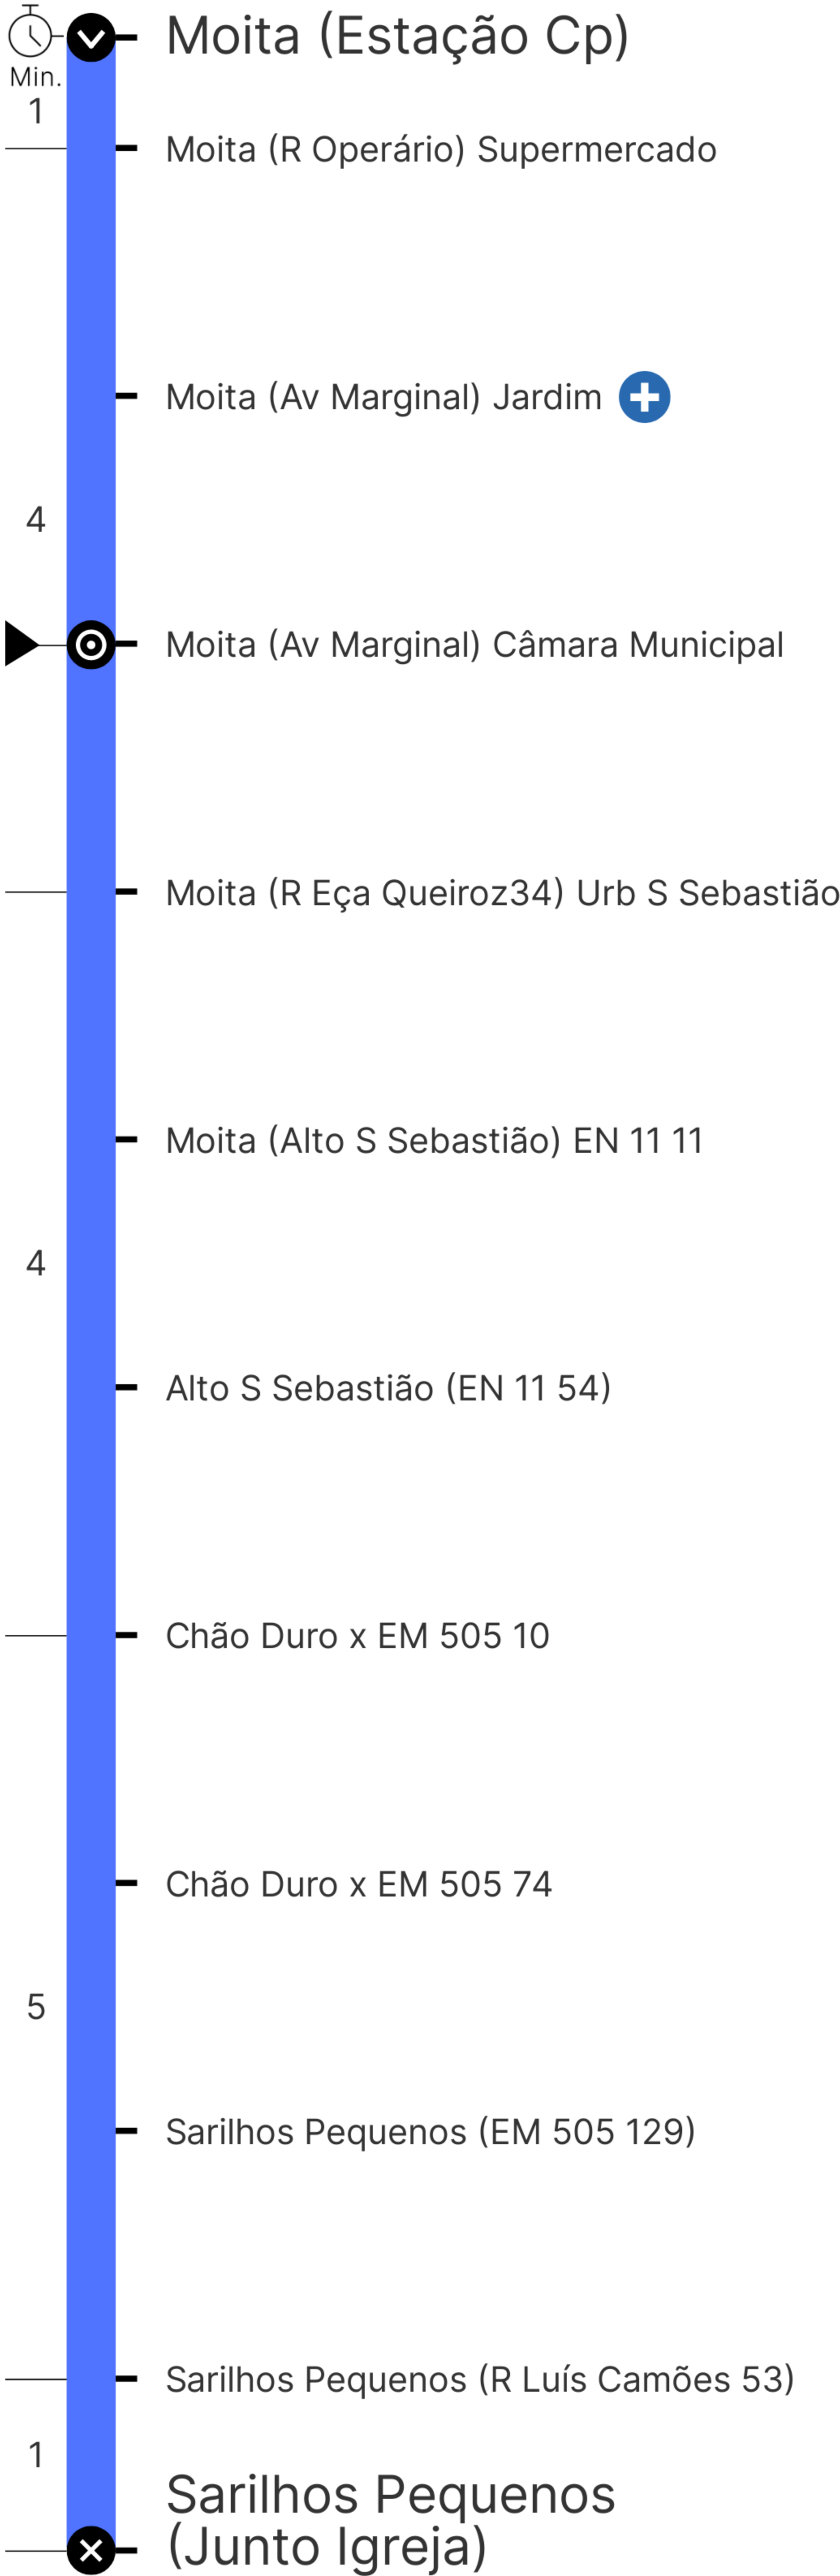 Moita (Estação Cp)
Min.
1
Moita (R Operário) Supermercado
Moita (Av Marginal) Jardim
4
Moita (Av Marginal) Câmara Municipal
Moita (R Eça Queiroz34) Urb S Sebastião
Moita (Alto S Sebastião) EN 11 11
4
Alto S Sebastião (EN 11 54)
Chão Duro x EM 505 10
Chão Duro x EM 505 74
5
Sarilhos Pequenos (EM 505 129)
Sarilhos Pequenos (R Luís Camões 53)
1
Sarilhos Pequenos
(Junto Igreja)